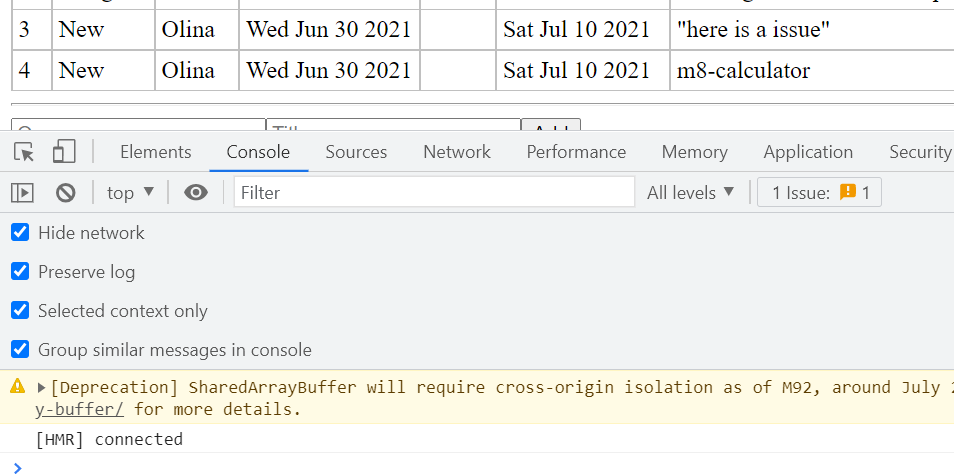 3 New Olina Wed Jun 30 2021 Sat Jul 10 2021 "here is a issue"
4 New Olina Wed Jun 30 2021 Sat Jul 10 2021 m8-calculator
Add
Elements Console Sources Network Performance Memory Application Security
top Filter All levels 1 Issue: 1
Hide network
Preserve log
Selected context only
Group similar messages in console
[Deprecation] SharedArrayBuffer will require cross-origin isolation as of M92, around July
y-buffer/ for more details.
[HMR] connected